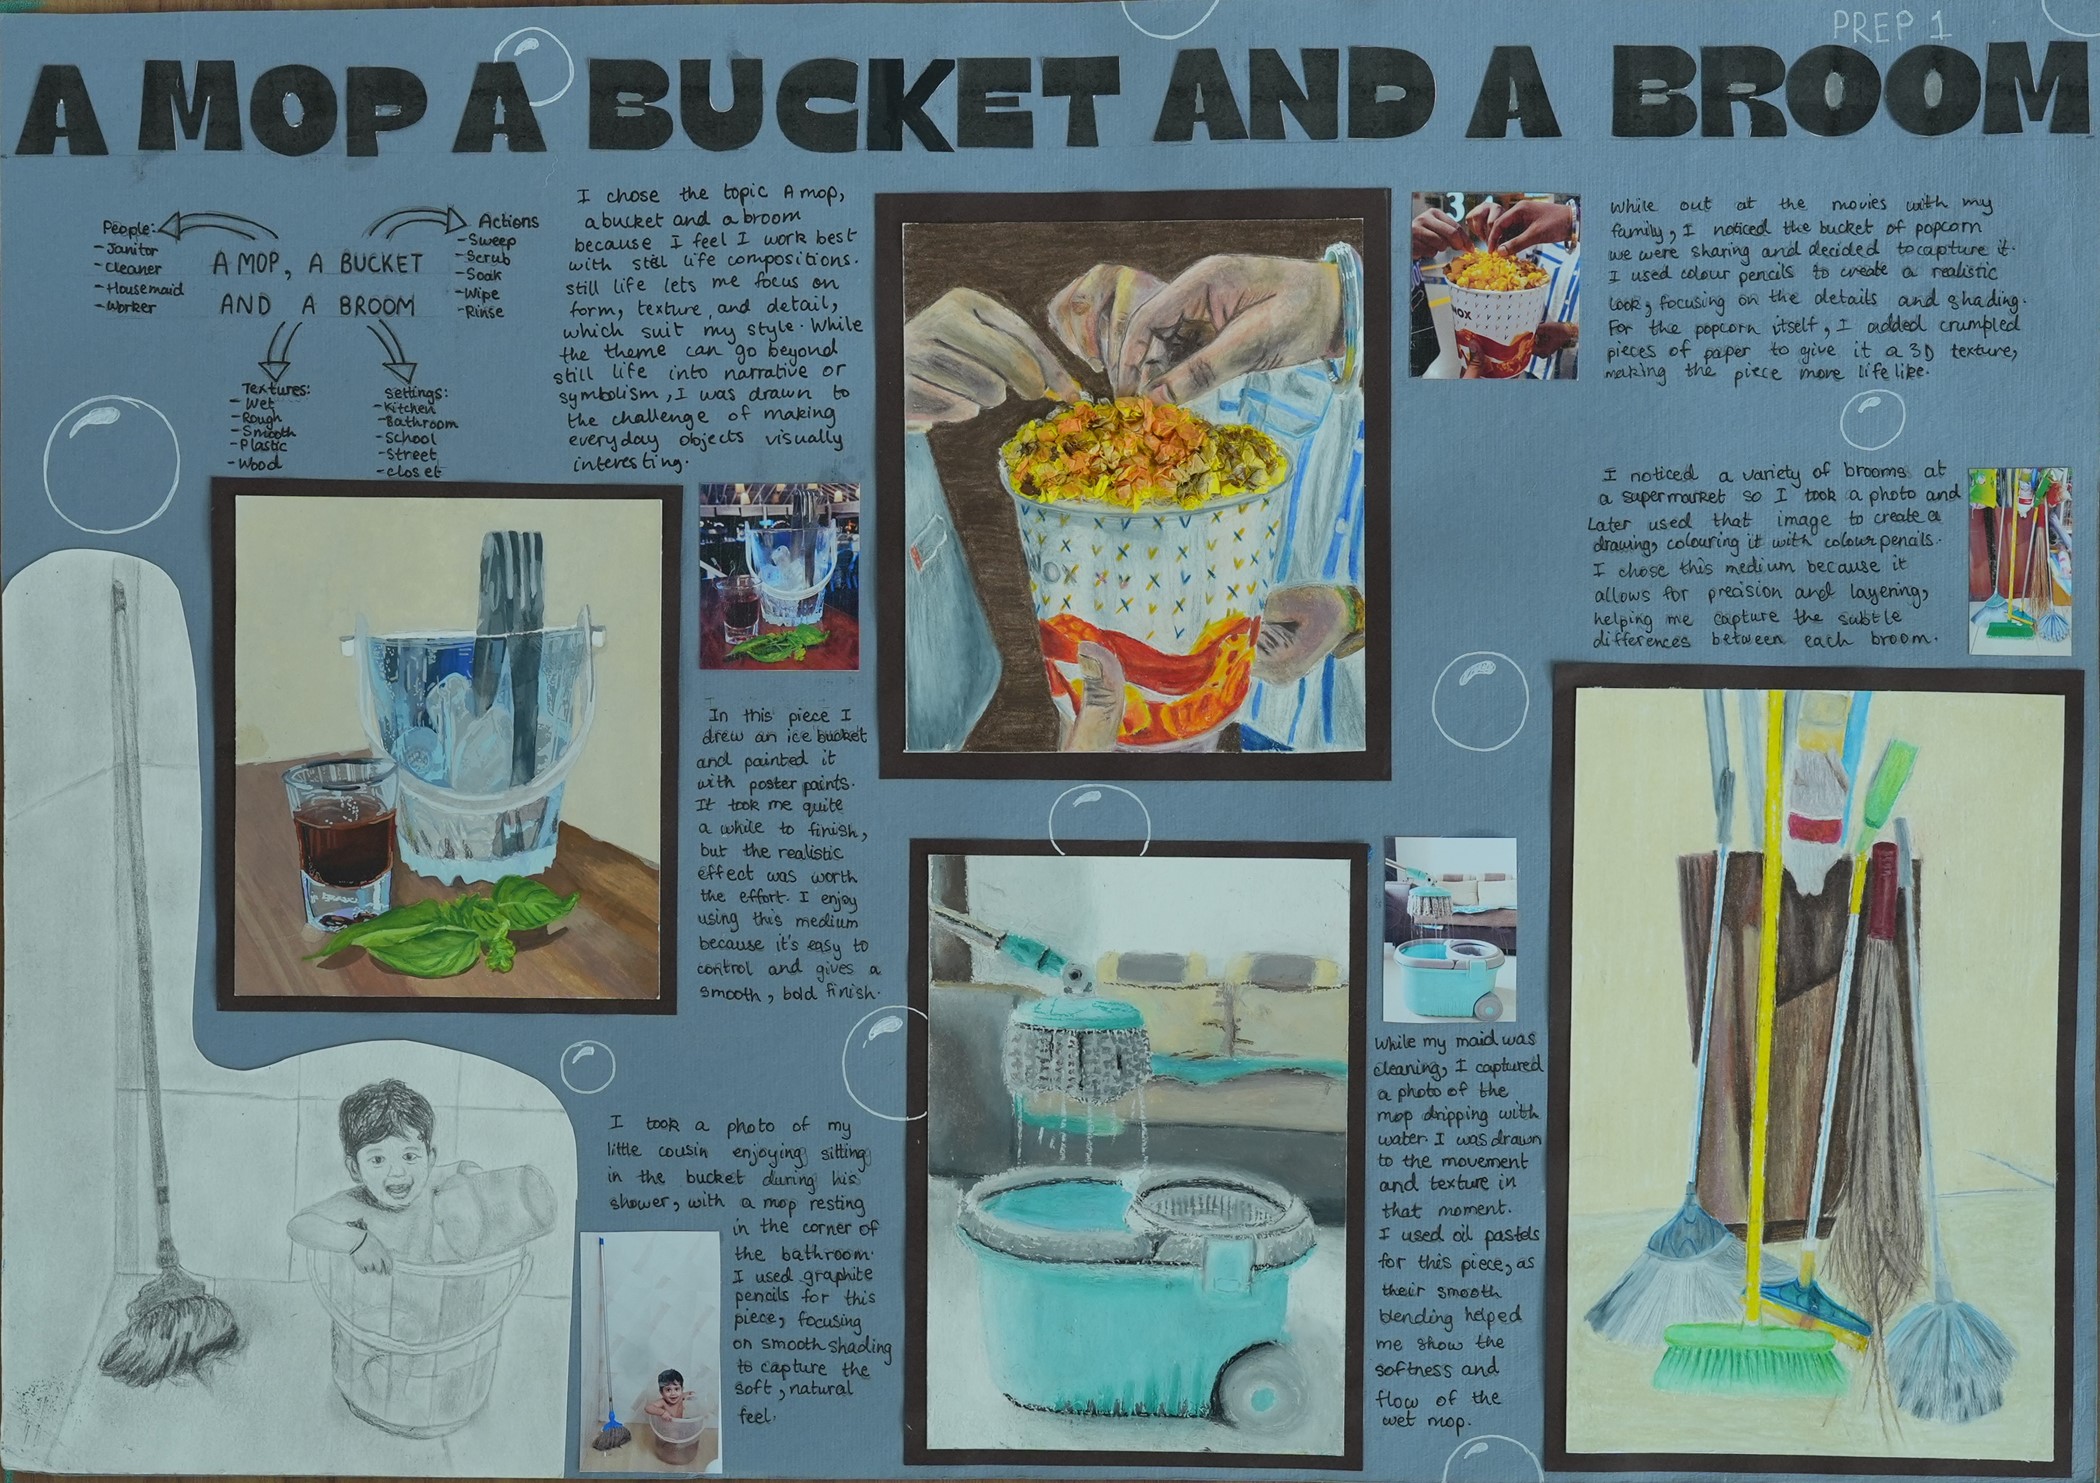 PREP 1
A MOP A BUCKET AND A BROOM
People:
- Janitor
- Cleaner
- Housemaid
- Worker
A MOP, A BUCKET
AND A BROOM
Actions
- Sweep
- Scrub
- Soak
- Wipe
- Rinse
Textures:
- Wet
- Rough
- Smooth
- Plastic
- Wood
Settings:
- Kitchen
- Bathroom
- School
- Street
- closet
I chose the topic A mop,
a bucket and a broom
because I feel I work best
with still life compositions.
still life lets me focus on
form, texture, and detail,
which suit my style. While
the theme can go beyond
still life into narrative or
symbolism, I was drawn to
the challenge of making
everyday objects visually
interesting.
NOX
NOX
While out at the movies with my
family, I noticed the bucket of popcorn
we were sharing and decided to capture it.
I used colour pencils to create a realistic
look, focusing on the details and shading.
For the popcorn itself, I added crumpled
pieces of paper to give it a 3D texture,
making the piece more lifelike.
I noticed a variety of brooms at
a supermarket so I took a photo and
Later used that image to create a
drawing, colouring it with colour pencils.
I chose this medium because it
allows for precision and layering,
helping me capture the subtle
differences between each broom.
In this piece I
drew an ice bucket
and painted it
with poster paints.
It took me quite
a while to finish,
but the realistic
effect was worth
the effort. I enjoy
using this medium
because it's easy to
control and gives a
smooth, bold finish.
I took a photo of my
little cousin enjoying sitting
in the bucket during his
shower, with a mop resting
in the corner of
the bathroom.
I used graphite
pencils for this
piece, focusing
on smooth shading
to capture the
soft, natural
feel.
While my maid was
cleaning, I captured
a photo of the
mop dripping with
water. I was drawn
to the movement
and texture in
that moment.
I used oil pastels
for this piece, as
their smooth
blending helped
me show the
softness and
flow of the
wet mop.